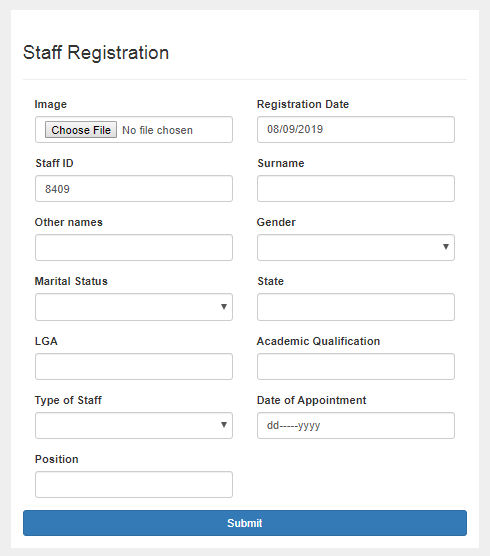 Staff Registration
Image Registration Date
Choose File No file chosen 08/09/2019
Staff ID Surname
8409
Other names Gender
Marital Status State
LGA Academic Qualification
Type of Staff Date of Appointment
dd-----yyyy
Position
Submit